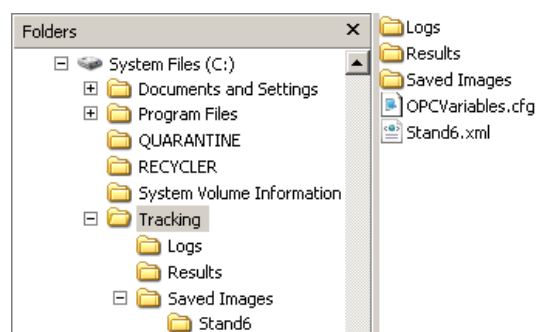 Folders
System Files (C:)
Documents and Settings
Program Files
QUARANTINE
RECYCLER
System Volume Information
Tracking
Logs
Results
Saved Images
Stand6
Logs
Results
Saved Images
OPCVariables.cfg
Stand6.xml